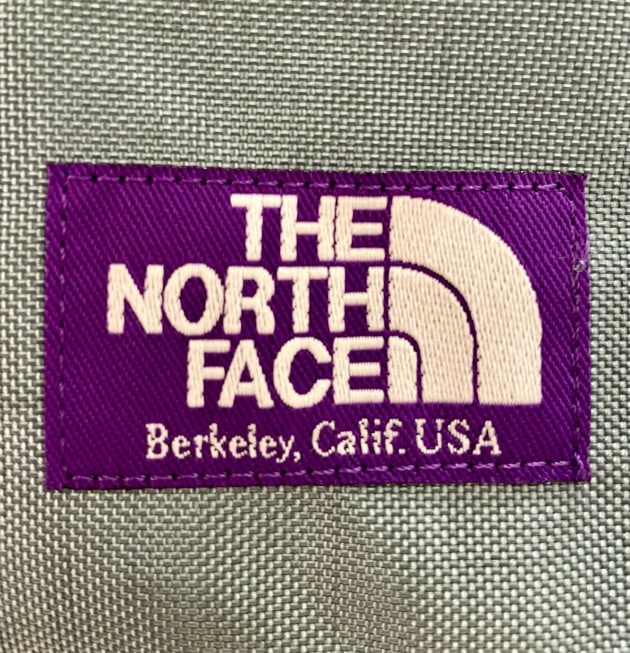 THE
NORTH
FACE
Berkeley, Calif. USA